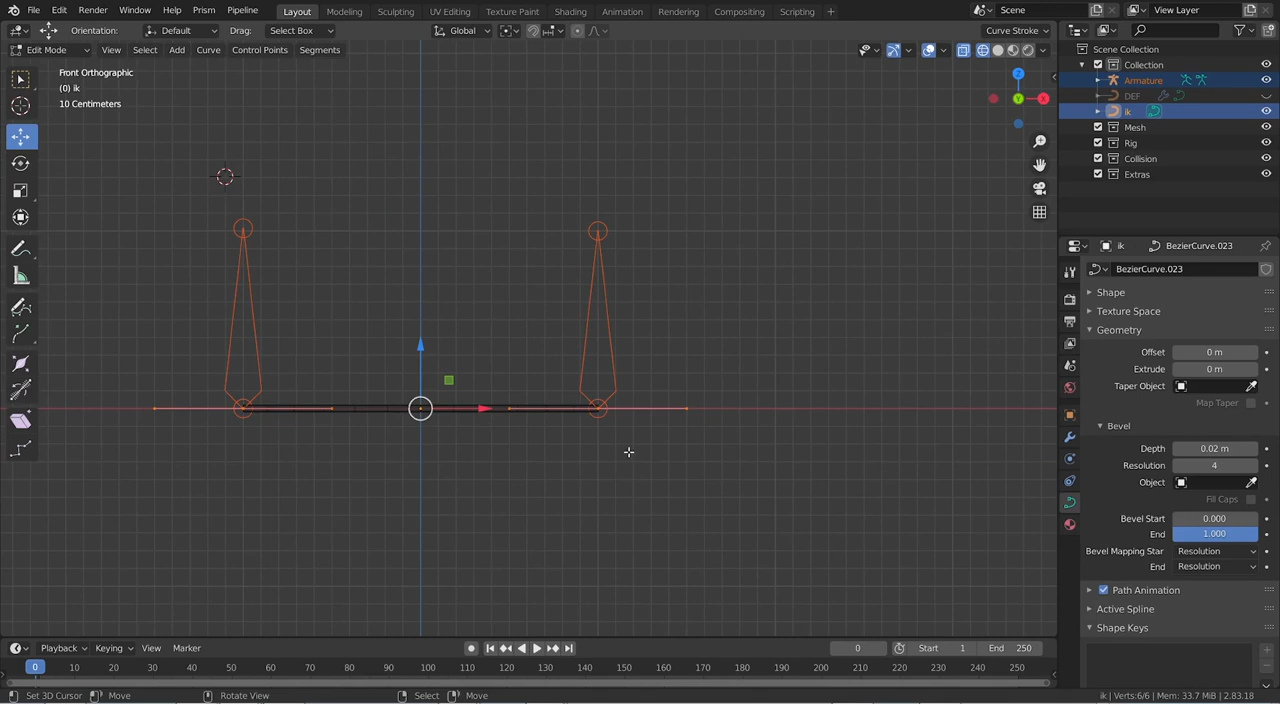 File Edit Render Window Help Prism Pipeline Layout Modeling Sculpting UV Editing Texture Paint Shading Animation Rendering Compositing Scripting + Scene View Layer
Orientation: Default Drag: Select Box Global Curve Stroke
Edit Mode View Select Add Curve Control Points Segments
Front Orthographic
(0) ik
10 Centimeters
Z
Y
X
Scene Collection
Collection
Armature
DEF
ik
Mesh
Rig
Collision
Extras
ik BezierCurve.023
BezierCurve.023
Shape
Texture Space
Geometry
Offset 0 m
Extrude 0 m
Taper Object
Map Taper
Bevel
Depth 0.02 m
Resolution 4
Object
Fill Caps
Bevel Start 0.000
End 1.000
Bevel Mapping Star Resolution
End Resolution
Path Animation
Active Spline
Shape Keys
Playback Keying View Marker 0 Start 1 End 250
0 10 20 30 40 50 60 70 80 90 100 110 120 130 140 150 160 170 180 190 200 210 220 230 240 250
Set 3D Cursor Move Rotate View Select Move ik | Verts:6/6 | Mem: 33.7 MiB | 2.83.18